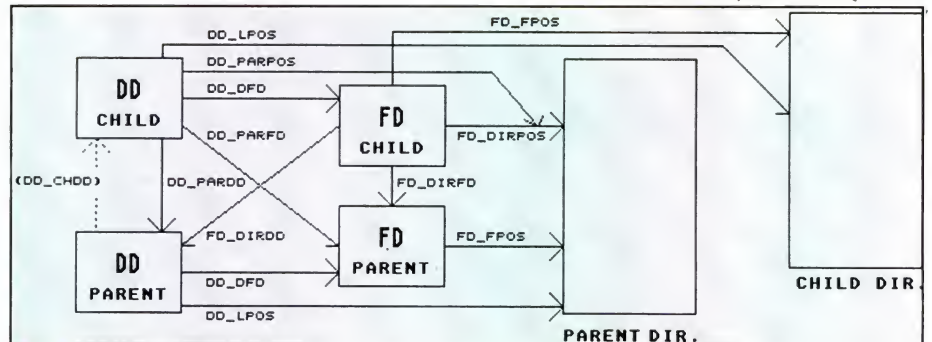 FD_FPOS
DD_LPOS
DD_PARPOS
DD
CHILD
DD_DFD
FD
CHILD
DD_PARFD
FD_DIRPOS
(DD_CHDD)
DD_PARDD
FD_DIRFD
FD_DIRDD
FD
PARENT
FD_FPOS
DD
PARENT
DD_DFD
DD_LPOS
CHILD DIR.
PARENT DIR.